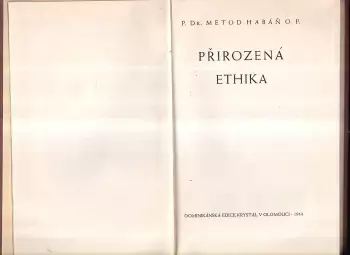 P. DR. METOD HABÁŇ O. P.
PŘIROZENÁ
ETHIKA
DOMINIKÁNSKÁ EDICE KRYSTAL V OLOMOUCI -